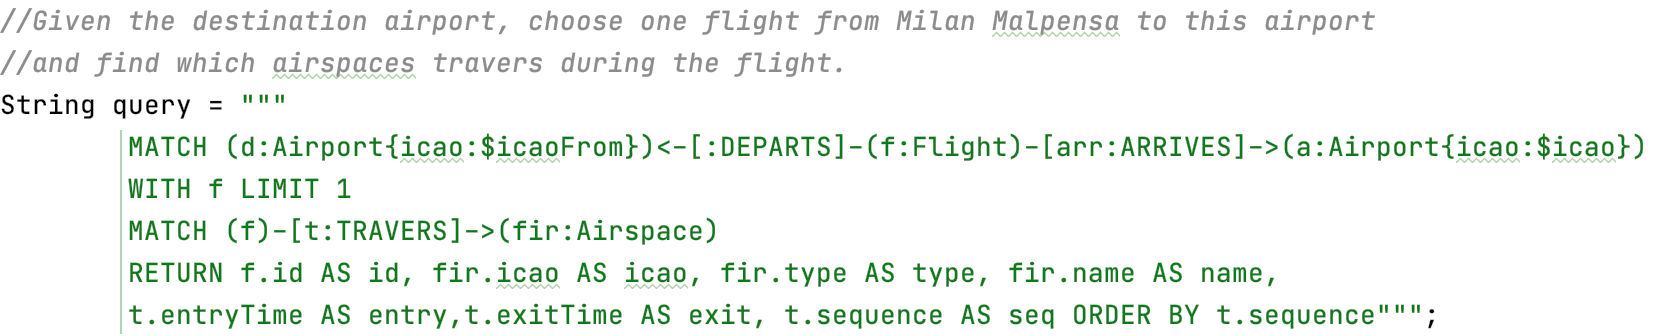 //Given the destination airport, choose one flight from Milan Malpensa to this airport
//and find which airspaces travers during the flight.
String query = """
MATCH (d:Airport{icao:$icaoFrom})<-[:DEPARTS]-(f:Flight)-[arr:ARRIVES]->(a:Airport{icao:$icao})
WITH f LIMIT 1
MATCH (f)-[t:TRAVERS]->(fir:Airspace)
RETURN f.id AS id, fir.icao AS icao, fir.type AS type, fir.name AS name,
t.entryTime AS entry,t.exitTime AS exit, t.sequence AS seq ORDER BY t.sequence""";